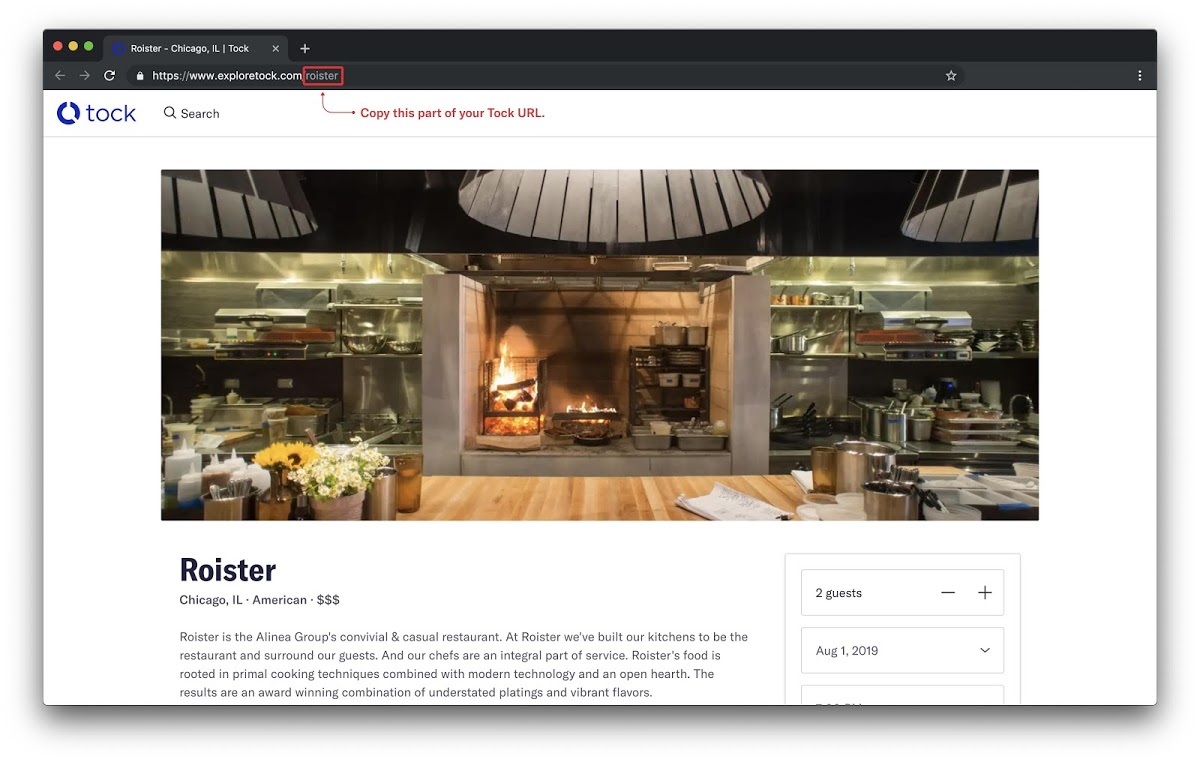 Roister - Chicago, IL | Tock
https://www.exploretock.com/roister
tock
Search
Copy this part of your Tock URL.
Roister
Chicago, IL · American · $$$
Roister is the Alinea Group's convivial & casual restaurant. At Roister we've built our kitchens to be the
restaurant and surround our guests. And our chefs are an integral part of service. Roister's food is
rooted in primal cooking techniques combined with modern technology and an open hearth. The
results are an award winning combination of understated platings and vibrant flavors.
2 guests
Aug 1, 2019